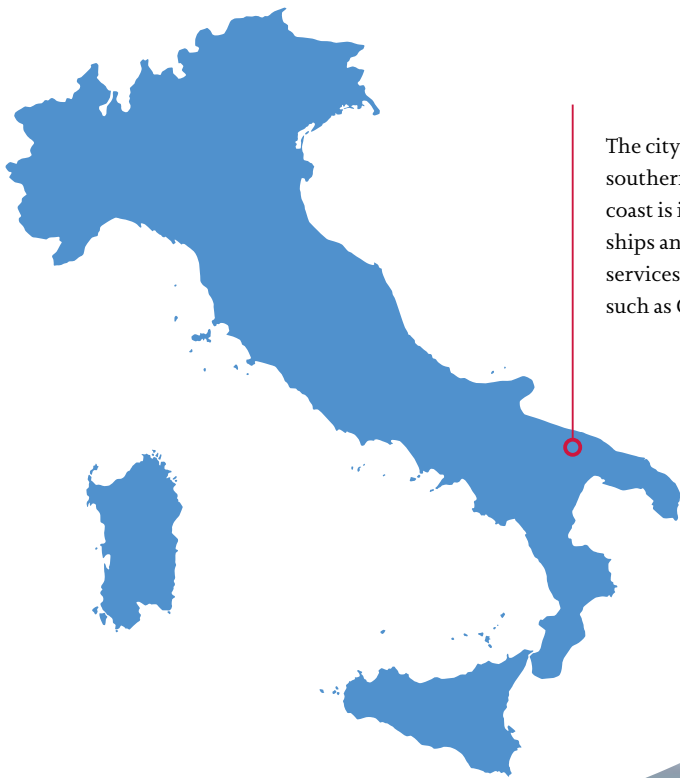 The city
southern
coast is i
ships an
services
such as